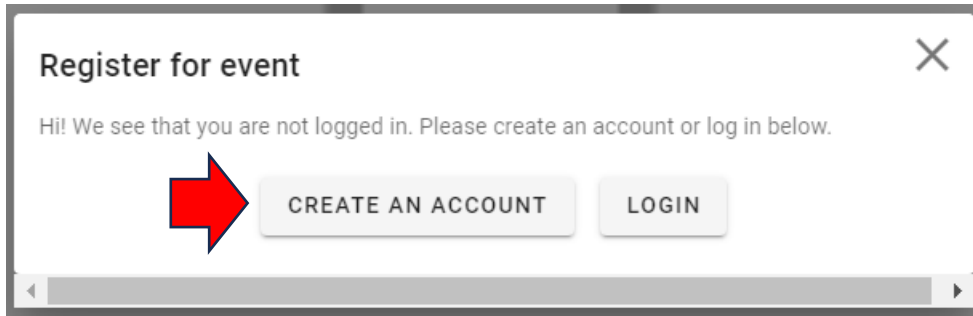 Register for event
Hi! We see that you are not logged in. Please create an account or log in below.
CREATE AN ACCOUNT LOGIN